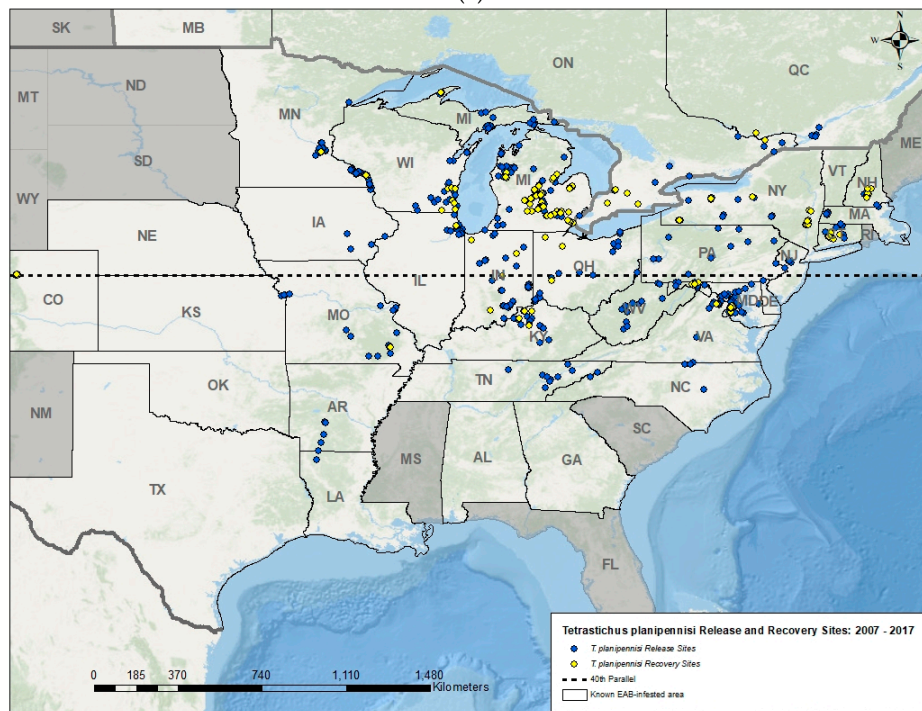 SK
MB
ON
QC
N
W
E
S
MT
ND
MN
MI
ME
SD
WI
MI
VT
NH
WY
NY
MA
RI
IA
NE
PA
NJ
IL
IN
OH
CO
MD
DE
KS
MO
WV
KY
VA
OK
TN
NC
NM
AR
SC
MS
AL
GA
TX
LA
FL
Tetrastichus planipennisi Release and Recovery Sites: 2007 - 2017
T. planipennisi Release Sites
T. planipennisi Recovery Sites
40th Parallel
Known EAB-infested area
0 185 370 740 1,110 1,480
Kilometers